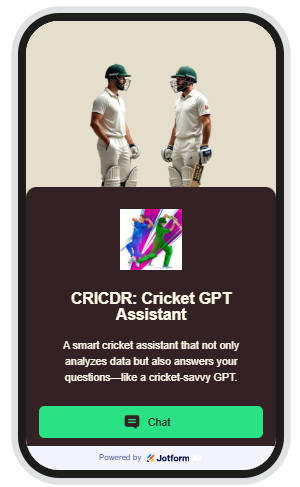 CRICDR: Cricket GPT
Assistant
A smart cricket assistant that not only
analyzes data but also answers your
questions—like a cricket-savvy GPT.
Chat
Powered by Jotform